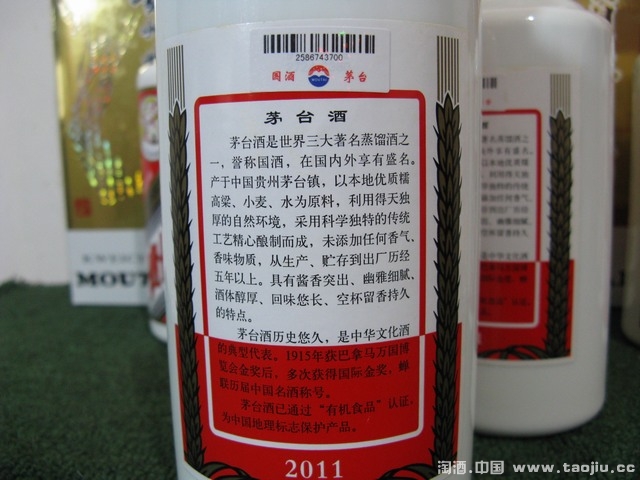 2586743700
国酒 茅台
茅台酒
茅台酒是世界三大著名蒸馏酒之
一，誉称国酒，在国内外享有盛名。
产于中国贵州茅台镇，以本地优质糯
高粱、小麦、水为原料，利用得天独
厚的自然环境，采用科学独特的传统
工艺精心酿制而成，未添加任何香气、
香味物质，从生产、贮存到出厂历经
五年以上。具有酱香突出、幽雅细腻、
酒体醇厚、回味悠长、空杯留香持久
的特点。
茅台酒历史悠久，是中华文化酒
的典型代表。1915年获巴拿马万国博
览会金奖后，多次获得国际金奖，蝉
联历届中国名酒称号。
茅台酒已通过“有机食品”认证，
为中国地理标志保护产品。
2011
MOUT
淘酒.中国 www.taojiu.cc